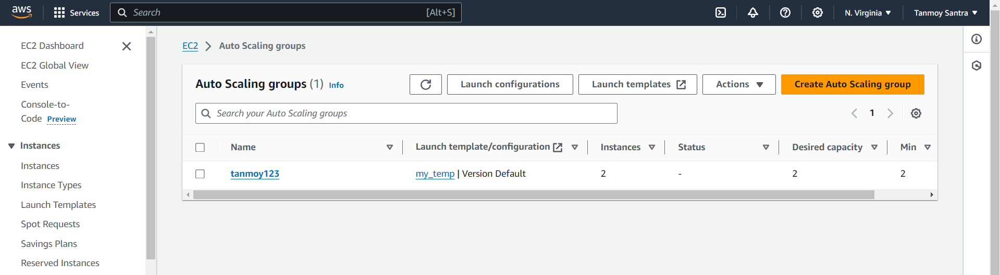 aws Services Search [Alt+S] N. Virginia Tanmoy Santra
EC2 Dashboard
EC2 Global View
Events
Console-to-
Code Preview
Instances
Instances
Instance Types
Launch Templates
Spot Requests
Savings Plans
Reserved Instances
EC2 Auto Scaling groups
Auto Scaling groups (1) Info Launch configurations Launch templates Actions Create Auto Scaling group
Search your Auto Scaling groups 1
Name Launch template/configuration Instances Status Desired capacity Min
tanmoy123 my_temp | Version Default 2 - 2 2